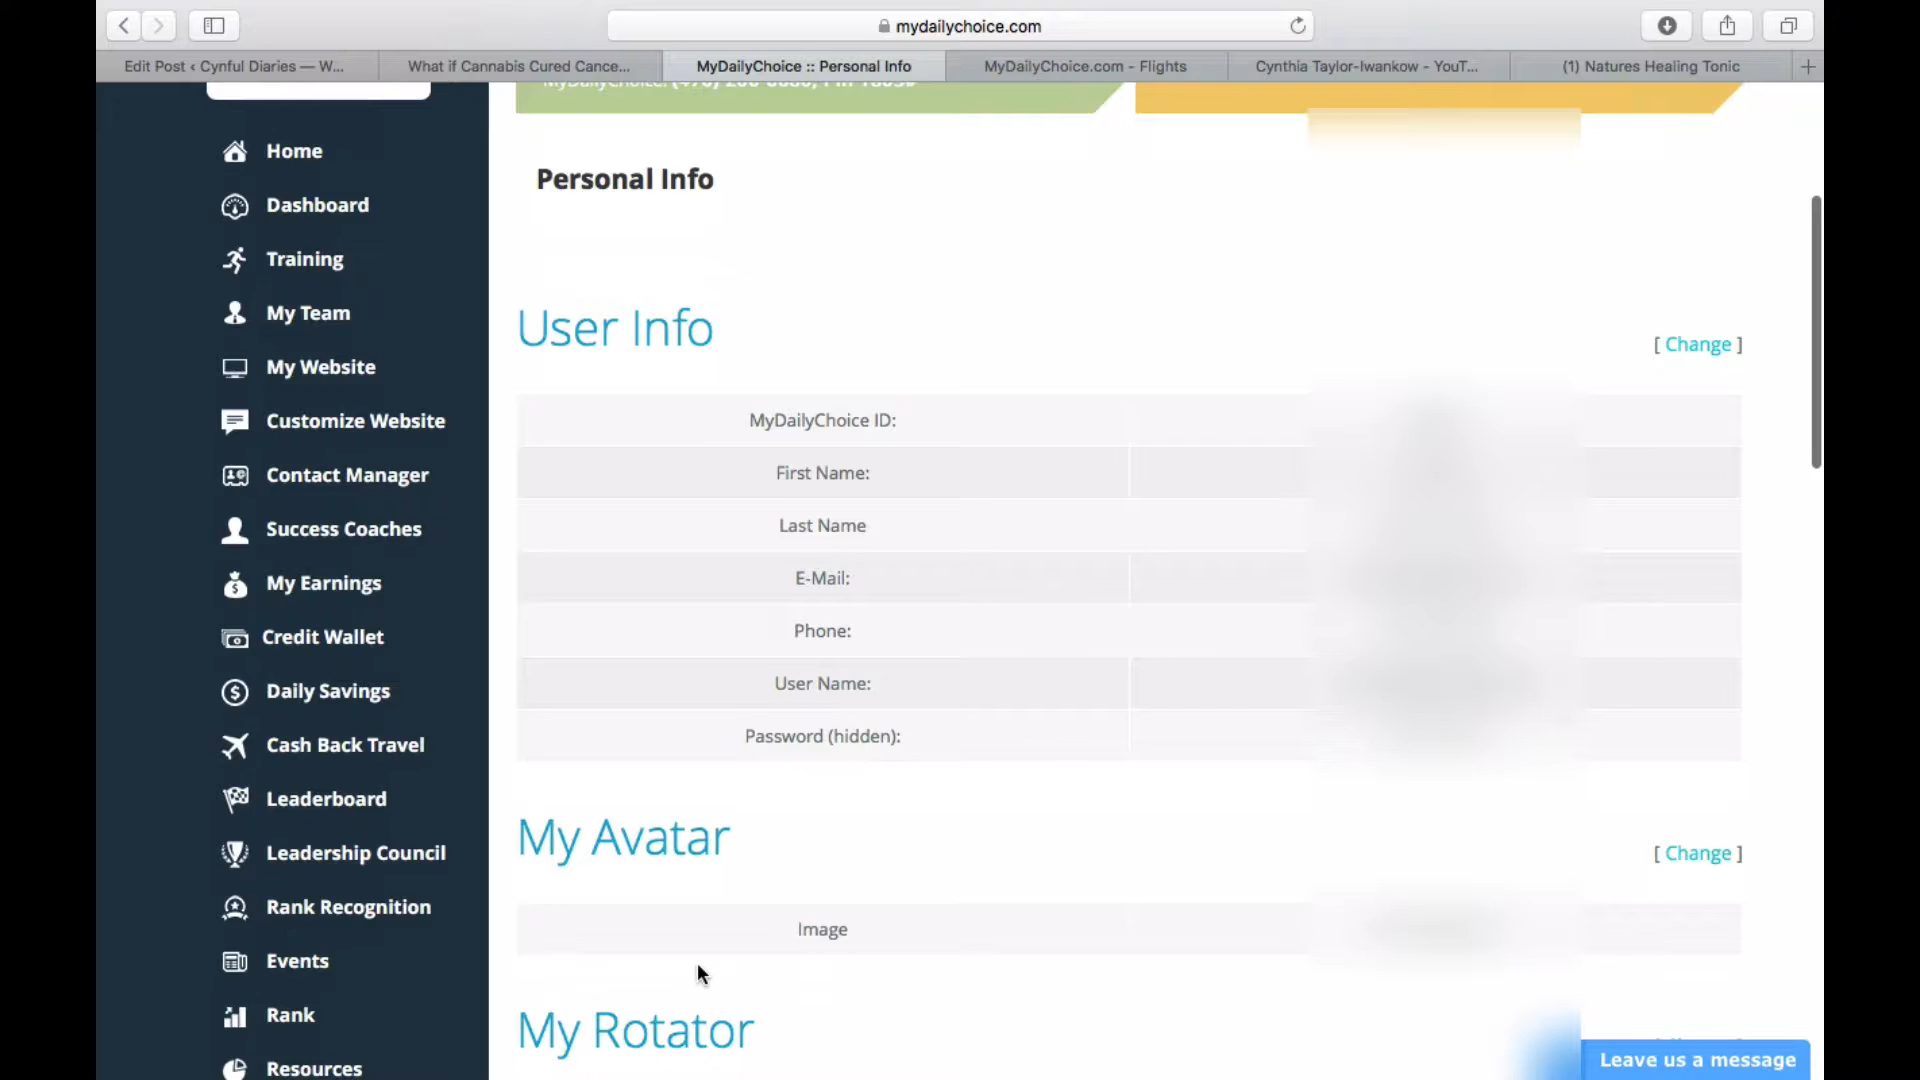 mydailychoice.com
Edit Post ‹ Cynful Diaries — W...
What if Cannabis Cured Cance...
MyDailyChoice :: Personal Info
MyDailyChoice.com - Flights
Cynthia Taylor-Iwankow - YouT...
(1) Natures Healing Tonic
MyDailyChoice:
Home
Dashboard
Training
My Team
My Website
Customize Website
Contact Manager
Success Coaches
My Earnings
Credit Wallet
Daily Savings
Cash Back Travel
Leaderboard
Leadership Council
Rank Recognition
Events
Rank
Resources
Personal Info
User Info
[ Change ]
MyDailyChoice ID:
First Name:
Last Name
E-Mail:
Phone:
User Name:
Password (hidden):
My Avatar
[ Change ]
Image
My Rotator
Leave us a message